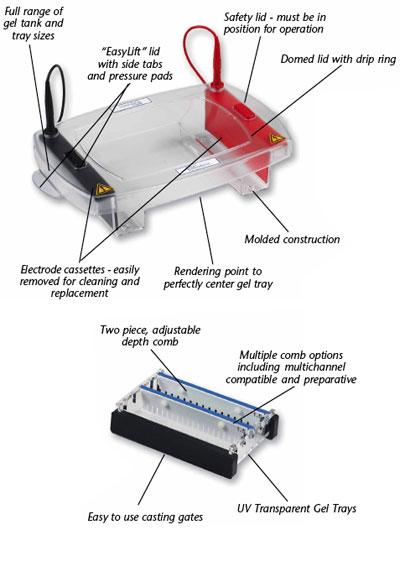 Full range of
gel tank and
tray sizes
"EasyLift" lid
with side tabs
and pressure pads
Safety lid - must be in
position for operation
Domed lid with drip ring
Molded construction
Electrode cassettes - easily
removed for cleaning and
replacement
Rendering point to
perfectly center gel tray
Two piece, adjustable
depth comb
Multiple comb options
including multichannel
compatible and preparative
UV Transparent Gel Trays
Easy to use casting gates